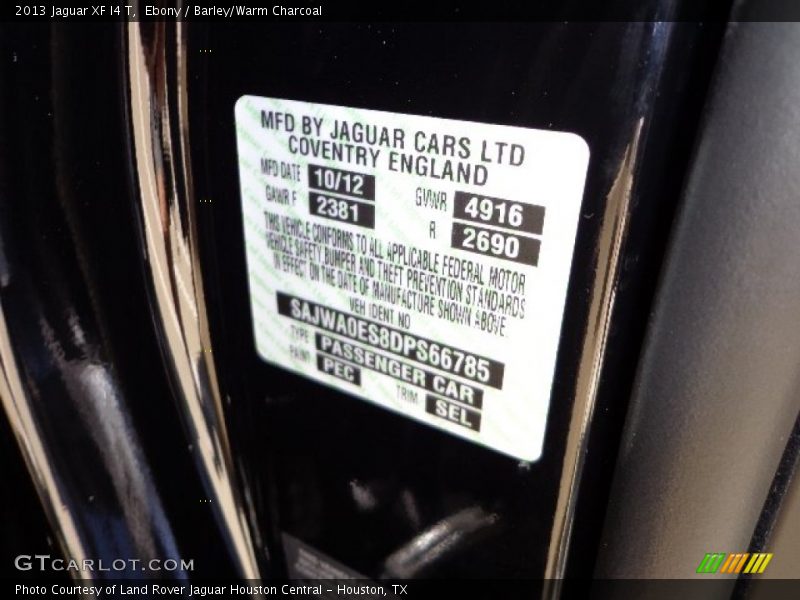 2013 Jaguar XF I4 T, Ebony / Barley/Warm Charcoal
MFD BY JAGUAR CARS LTD
COVENTRY ENGLAND
MFD DATE 10/12 GVWR 4916
GAWR F 2381 R 2690
THIS VEHICLE CONFORMS TO ALL APPLICABLE FEDERAL MOTOR
VEHICLE SAFETY, BUMPER AND THEFT PREVENTION STANDARDS
IN EFFECT ON THE DATE OF MANUFACTURE SHOWN ABOVE.
VEH IDENT NO
SAJWA0ES8DPS66785
TYPE PASSENGER CAR
PAINT PEC TRIM SEL
GTCARLOT.COM
Photo Courtesy of Land Rover Jaguar Houston Central - Houston, TX